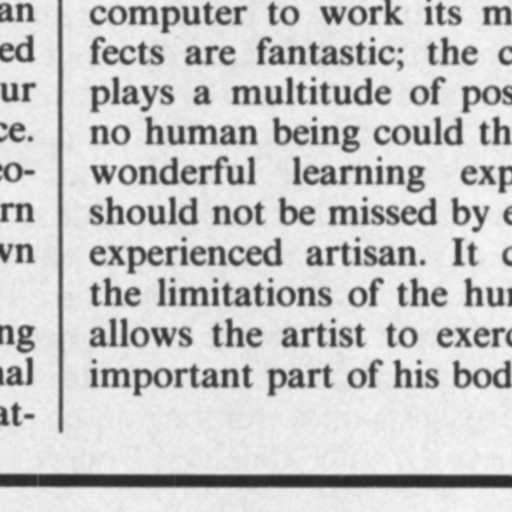 an
ed
ur
ce.
eo-
rn
wn
ng
nal
at-
computer to work its m
fects are fantastic; the c
plays a multitude of pos
no human being could th
wonderful learning exp
should not be missed by e
experienced artisan. It c
the limitations of the hur
allows the artist to exerc
important part of his bod